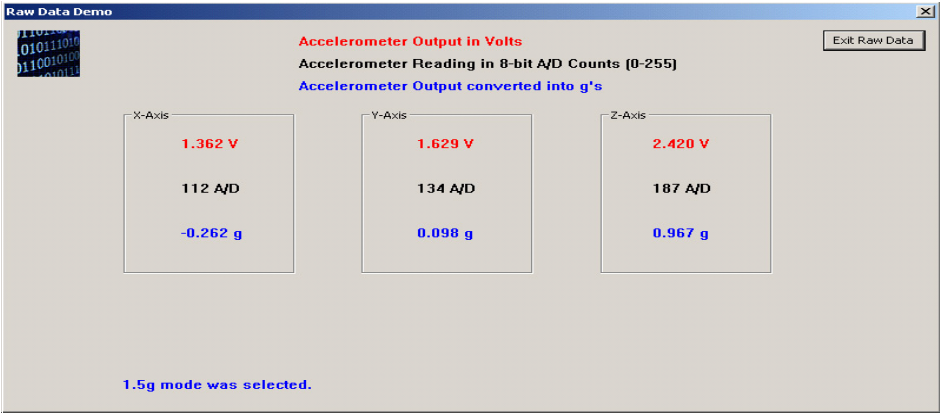 Raw Data Demo
Exit Raw Data
Accelerometer Output in Volts
Accelerometer Reading in 8-bit A/D Counts (0-255)
Accelerometer Output converted into g's
X-Axis
1.362 V
112 A/D
-0.262 g
Y-Axis
1.629 V
134 A/D
0.098 g
Z-Axis
2.420 V
187 A/D
0.967 g
1.5g mode was selected.